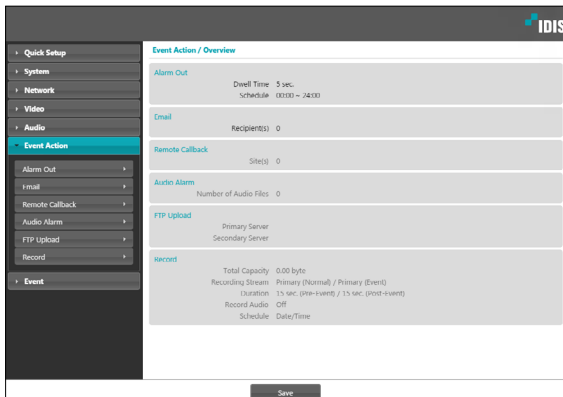 IDIS
Quick Setup
System
Network
Video
Audio
Event Action
Alarm Out
Email
Remote Callback
Audio Alarm
FTP Upload
Record
Event
Event Action / Overview
Alarm Out
Dwell Time 5 sec.
Schedule 00:00 ~ 24:00
Email
Recipient(s) 0
Remote Callback
Site(s) 0
Audio Alarm
Number of Audio Files 0
FTP Upload
Primary Server
Secondary Server
Record
Total Capacity 0.00 byte
Recording Stream Primary (Normal) / Primary (Event)
Duration 15 sec. (Pre-Event) / 15 sec. (Post-Event)
Record Audio Off
Schedule Date/Time
Save